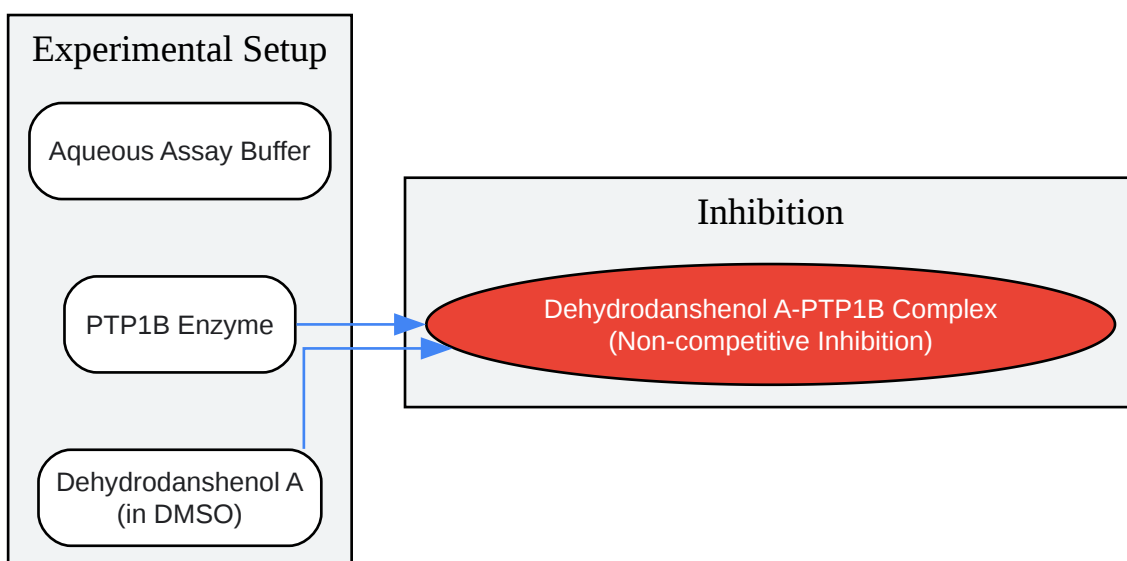 Experimental Setup
Aqueous Assay Buffer
PTP1B Enzyme
Dehydrodanshenol A
(in DMSO)
Inhibition
Dehydrodanshenol A-PTP1B Complex
(Non-competitive Inhibition)